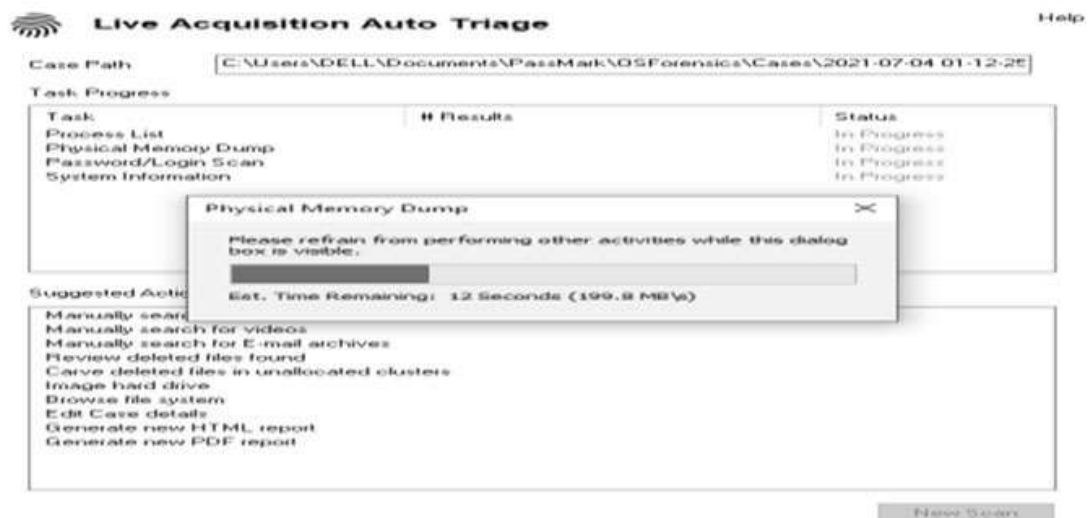 Live Acquisition Auto Triage
Help
Case Path
C:\Users\DELL\Documents\PassMark\OSForensics\Cases\2021-07-04 01-12-25
Task Progress
Task # Results Status
Process List In Progress
Physical Memory Dump In Progress
Password/Login Scan In Progress
System Information In Progress
Physical Memory Dump
Please refrain from performing other activities while this dialog
box is visible.
Est. Time Remaining: 12 Seconds (199.8 MB\s)
Suggested Actio
Manually sear
Manually search for videos
Manually search for E-mail archives
Review deleted files found
Carve deleted files in unallocated clusters
Image hard drive
Browse file system
Edit Case details
Generate new HTML report
Generate new PDF report
New Scan